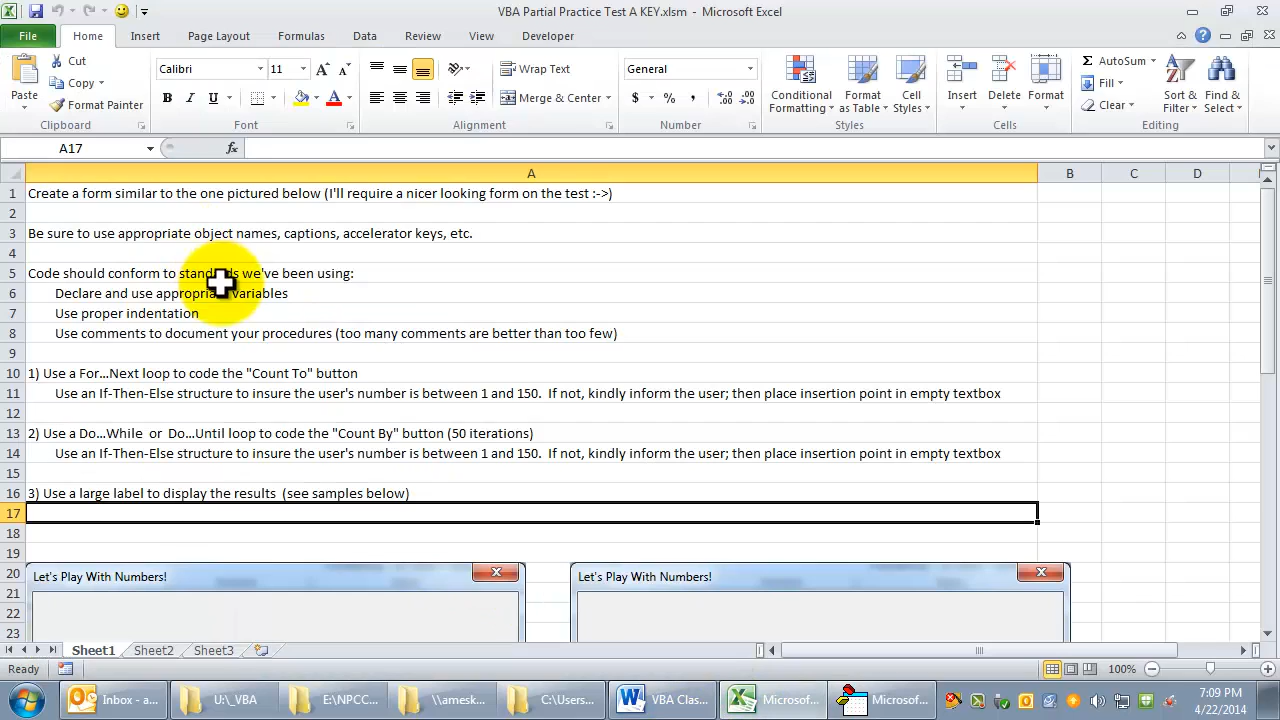 VBA Partial Practice Test A KEY.xlsm - Microsoft Excel
File Home Insert Page Layout Formulas Data Review View Developer
Paste
Cut
Copy
Format Painter
Clipboard
Calibri 11
B I U
Font
Wrap Text
Merge & Center
Alignment
General
$ % ,
Number
Conditional Formatting
Format as Table
Cell Styles
Styles
Insert Delete Format
Cells
AutoSum
Fill
Clear
Sort & Filter
Find & Select
Editing
A17 fx
A B C D
1 Create a form similar to the one pictured below (I'll require a nicer looking form on the test :->)
2
3 Be sure to use appropriate object names, captions, accelerator keys, etc.
4
5 Code should conform to standards we've been using:
6 Declare and use appropriate variables
7 Use proper indentation
8 Use comments to document your procedures (too many comments are better than too few)
9
10 1) Use a For...Next loop to code the "Count To" button
11 Use an If-Then-Else structure to insure the user's number is between 1 and 150.  If not, kindly inform the user; then place insertion point in empty textbox
12
13 2) Use a Do...While  or  Do...Until loop to code the "Count By" button (50 iterations)
14 Use an If-Then-Else structure to insure the user's number is between 1 and 150.  If not, kindly inform the user; then place insertion point in empty textbox
15
16 3) Use a large label to display the results  (see samples below)
17
18
19
20 Let's Play With Numbers! Let's Play With Numbers!
21
22
23
Sheet1 Sheet2 Sheet3
Ready 100%
Inbox - a... U:\_VBA E:\NPCC... \\amesk... C:\Users... VBA Clas... Microsof... Microsof...
7:09 PM
4/22/2014